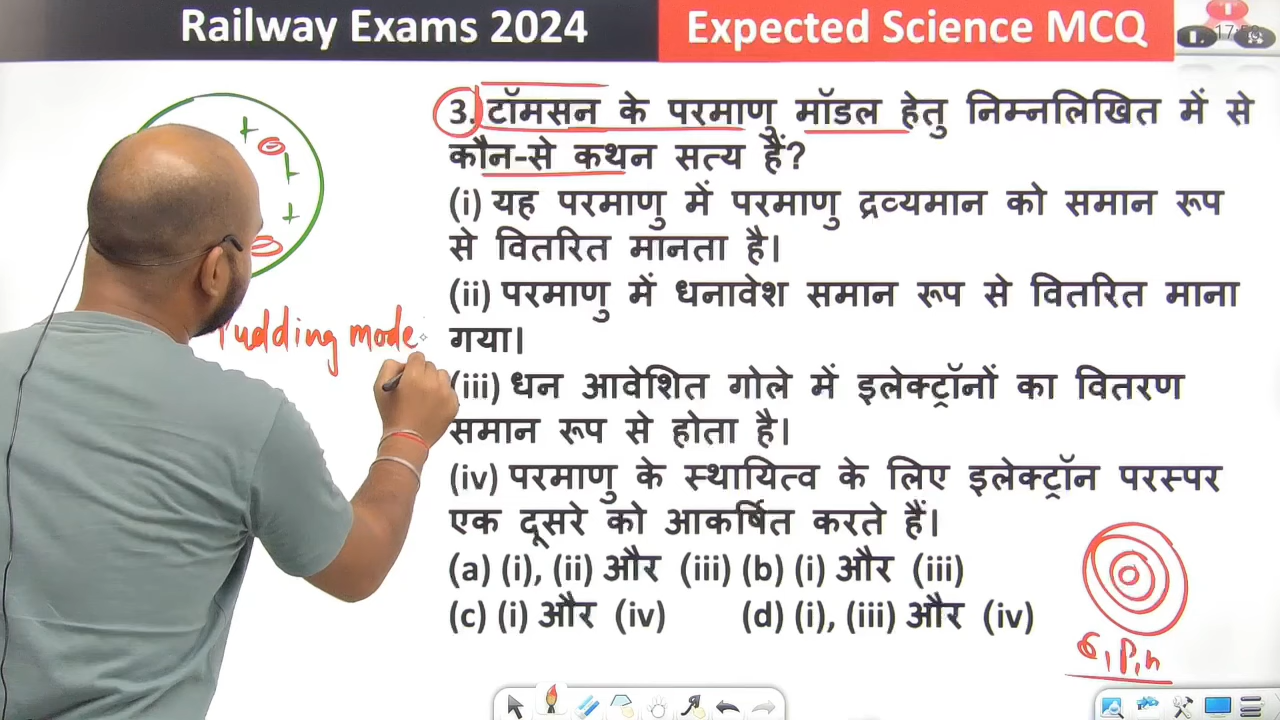 Railway Exams 2024
Expected Science MCQ
3. टॉमसन के परमाणु मॉडल हेतु निम्नलिखित में से
कौन-से कथन सत्य हैं?
(i) यह परमाणु में परमाणु द्रव्यमान को समान रूप
से वितरित मानता है।
(ii) परमाणु में धनावेश समान रूप से वितरित माना
गया।
(iii) धन आवेशित गोले में इलेक्ट्रॉनों का वितरण
समान रूप से होता है।
(iv) परमाणु के स्थायित्व के लिए इलेक्ट्रॉन परस्पर
एक दूसरे को आकर्षित करते हैं।
(a) (i), (ii) और (iii) (b) (i) और (iii)
(c) (i) और (iv) (d) (i), (iii) और (iv)
+
+
+
Pudding mode
e, p, n